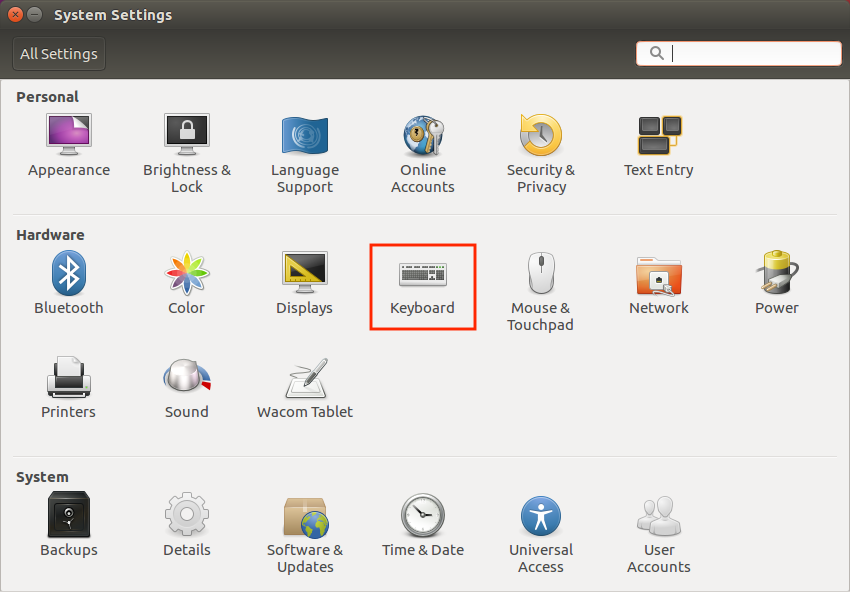 System Settings
All Settings
Personal
Appearance
Brightness &
Lock
Language
Support
Online
Accounts
Security &
Privacy
Text Entry
Hardware
Bluetooth
Color
Displays
Keyboard
Mouse &
Touchpad
Network
Power
Printers
Sound
Wacom Tablet
System
Backups
Details
Software &
Updates
Time & Date
Universal
Access
User
Accounts